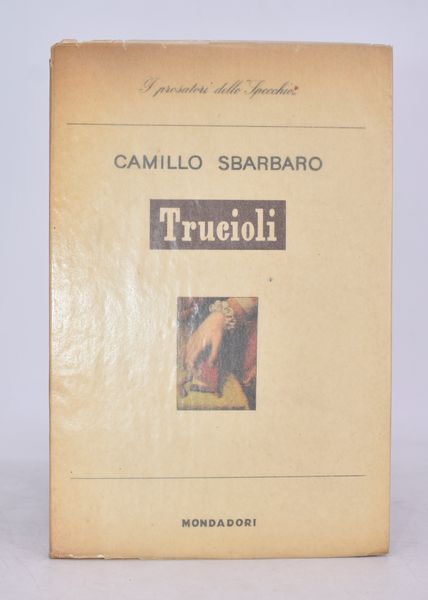 I prosatori dello "Specchio"
CAMILLO SBARBARO
Trucioli
MONDADORI